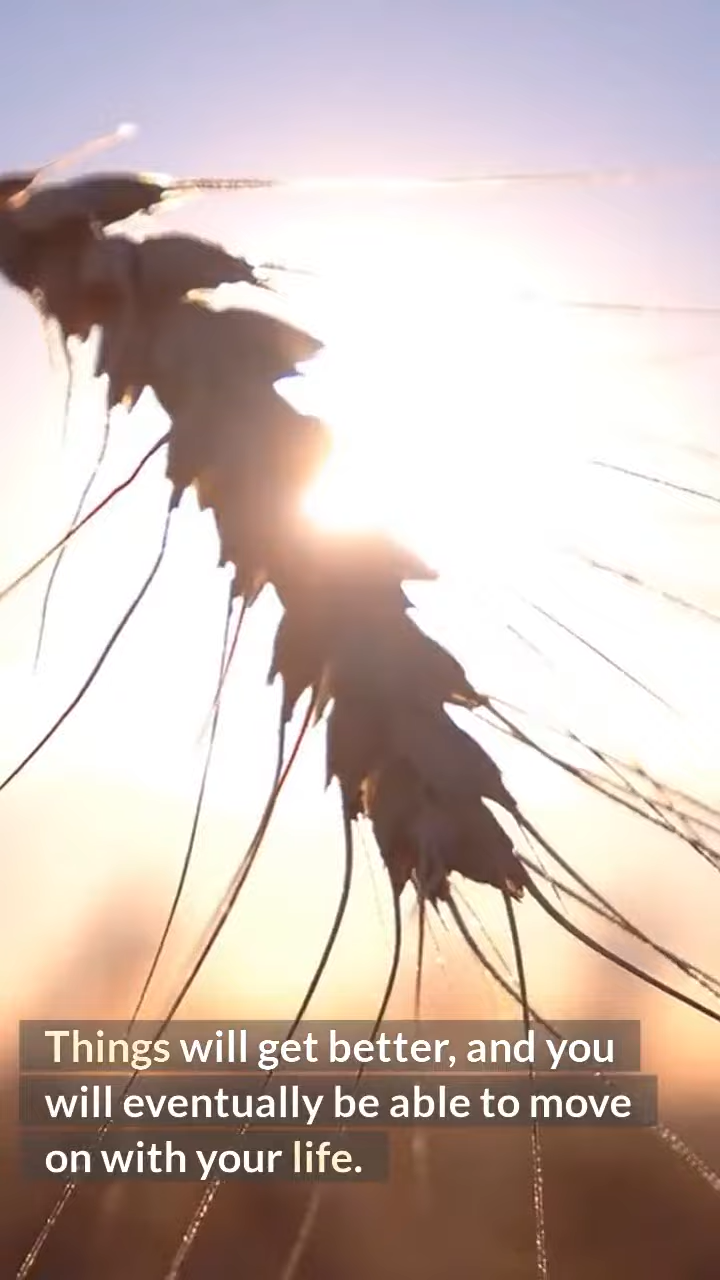 Things will get better, and you
will eventually be able to move
on with your life.